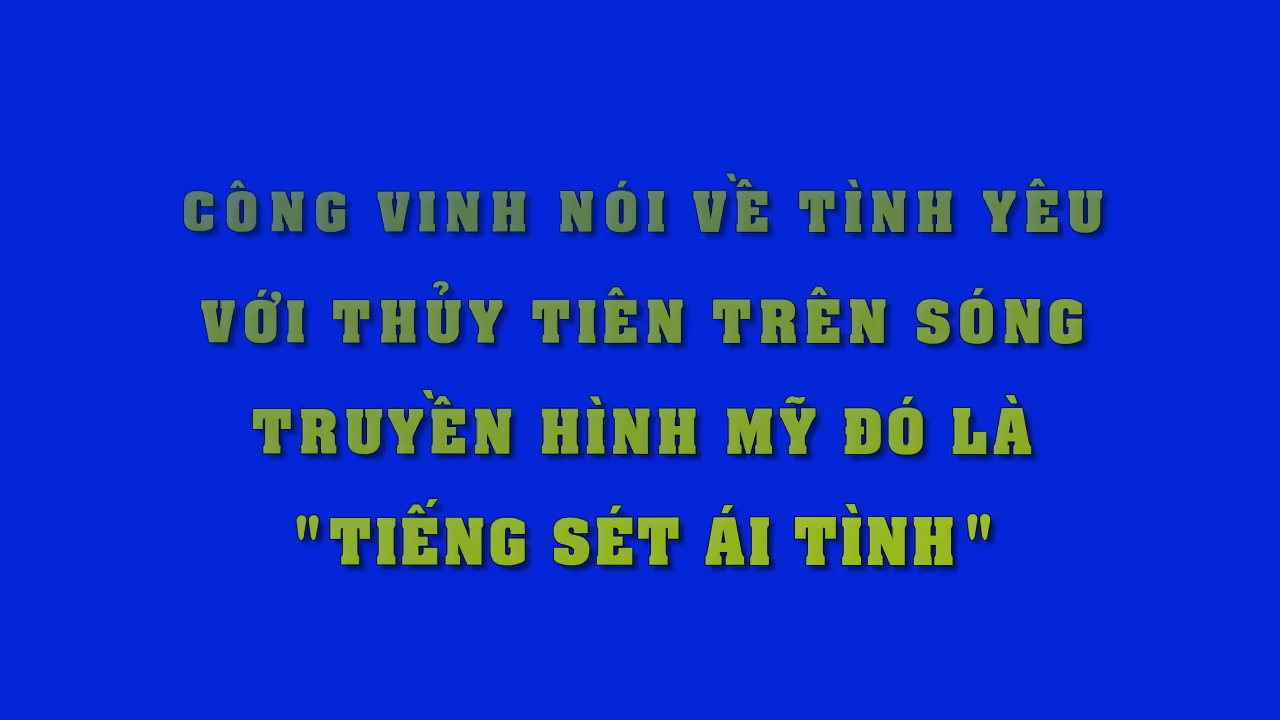 CÔNG VINH NÓI VỀ TÌNH YÊU
VỚI THỦY TIÊN TRÊN SÓNG
TRUYỀN HÌNH MỸ ĐÓ LÀ
"TIẾNG SÉT ÁI TÌNH"